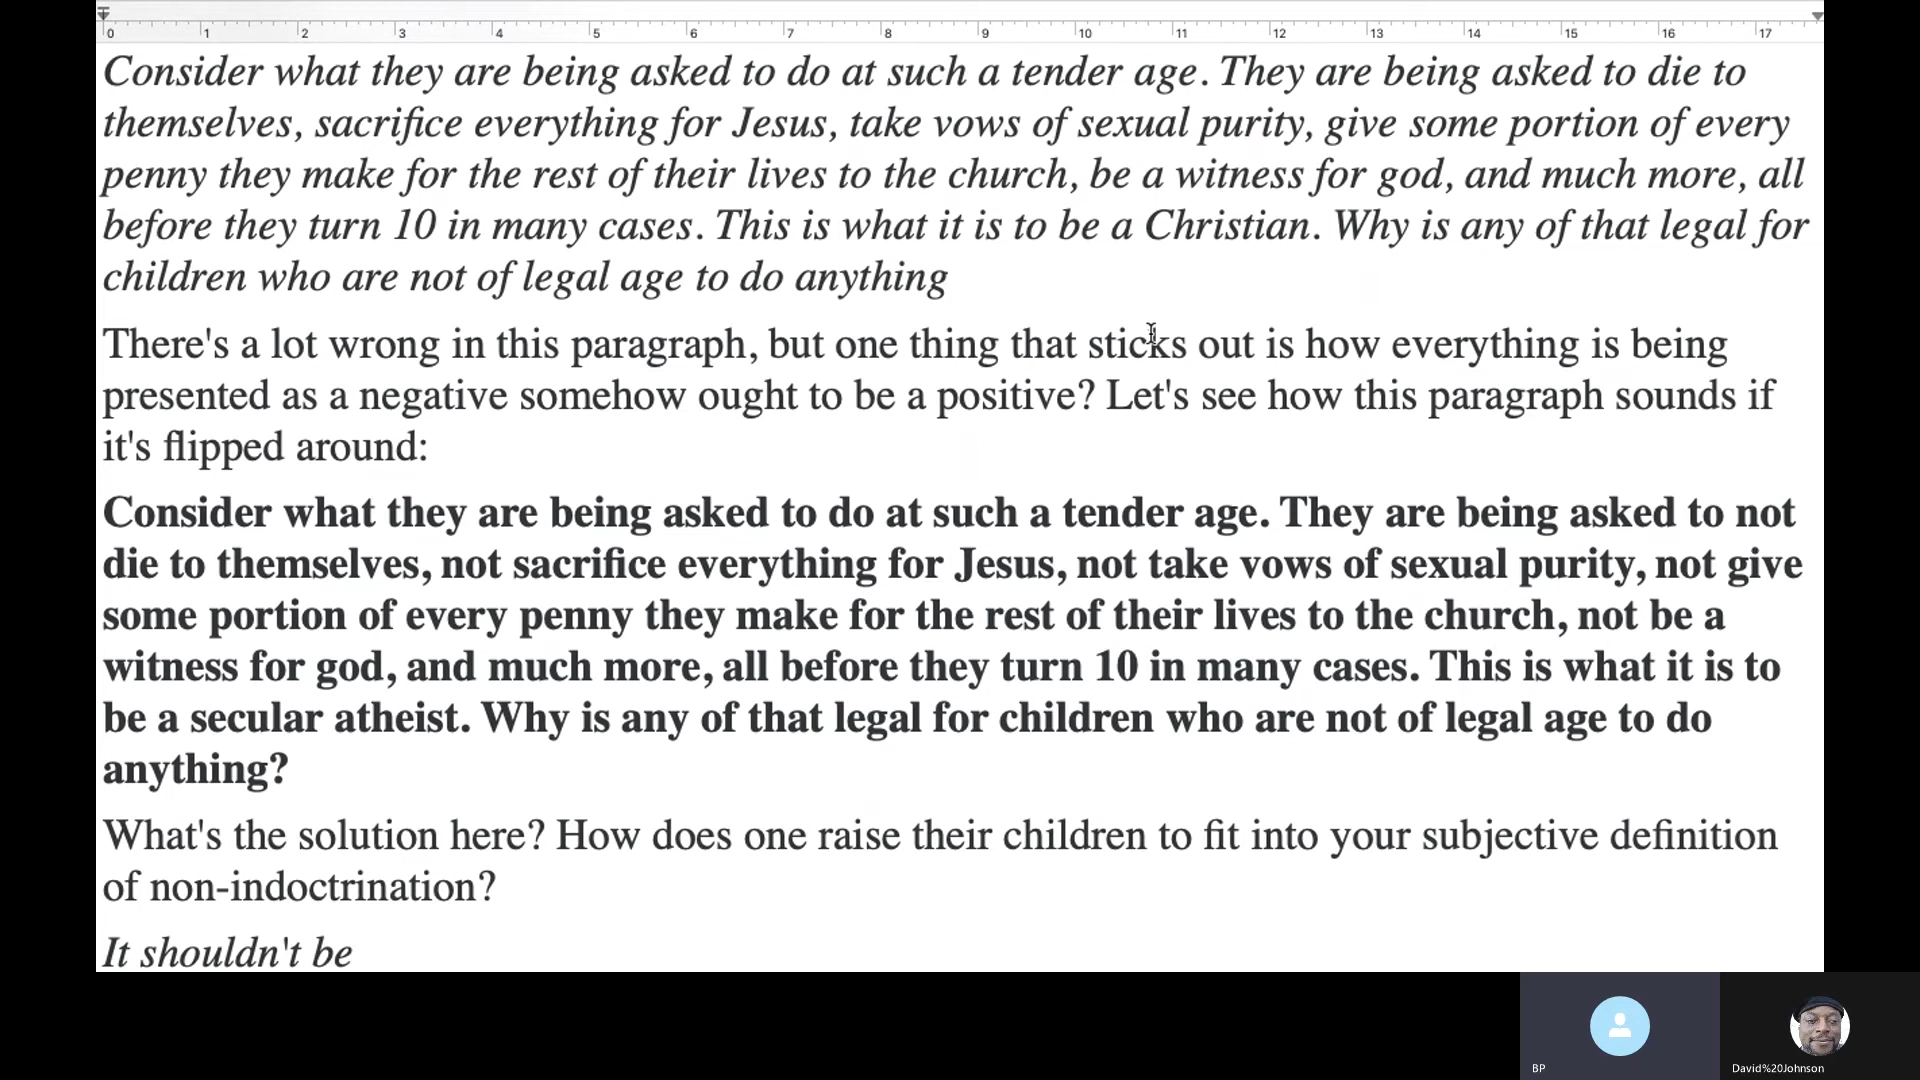 0 1 2 3 4 5 6 7 8 9 10 11 12 13 14 15 16 17
Consider what they are being asked to do at such a tender age. They are being asked to die to
themselves, sacrifice everything for Jesus, take vows of sexual purity, give some portion of every
penny they make for the rest of their lives to the church, be a witness for god, and much more, all
before they turn 10 in many cases. This is what it is to be a Christian. Why is any of that legal for
children who are not of legal age to do anything
There's a lot wrong in this paragraph, but one thing that sticks out is how everything is being
presented as a negative somehow ought to be a positive? Let's see how this paragraph sounds if
it's flipped around:
Consider what they are being asked to do at such a tender age. They are being asked to not
die to themselves, not sacrifice everything for Jesus, not take vows of sexual purity, not give
some portion of every penny they make for the rest of their lives to the church, not be a
witness for god, and much more, all before they turn 10 in many cases. This is what it is to
be a secular atheist. Why is any of that legal for children who are not of legal age to do
anything?
What's the solution here? How does one raise their children to fit into your subjective definition
of non-indoctrination?
It shouldn't be
BP
David%20Johnson